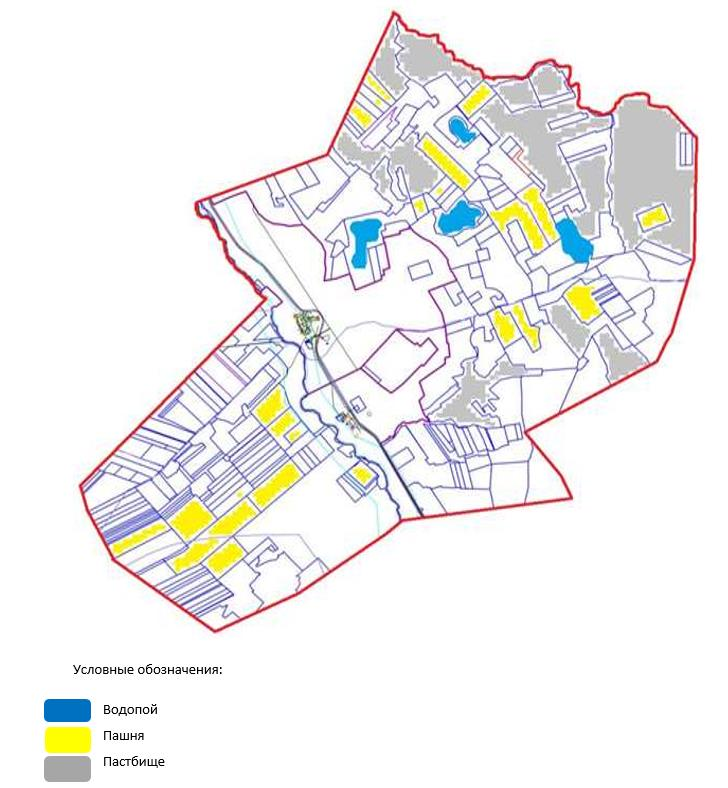 Условные обозначения:
Водопой
Пашня
Пастбище